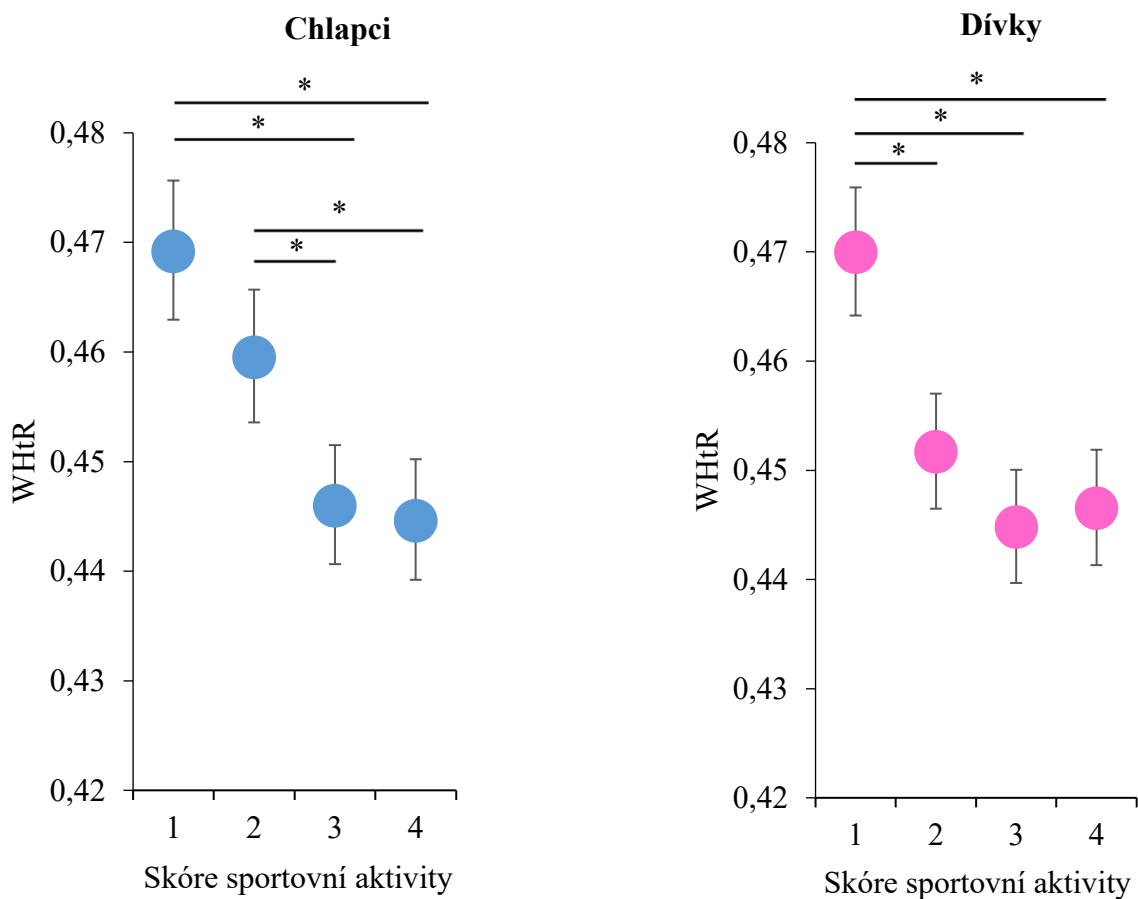 Chlapci
*
*
*
*
0,48
0,47
0,46
0,45
0,44
0,43
0,42
WHtR
1 2 3 4
Skóre sportovní aktivity
Dívky
*
*
*
0,48
0,47
0,46
0,45
0,44
0,43
0,42
WHtR
1 2 3 4
Skóre sportovní aktivity